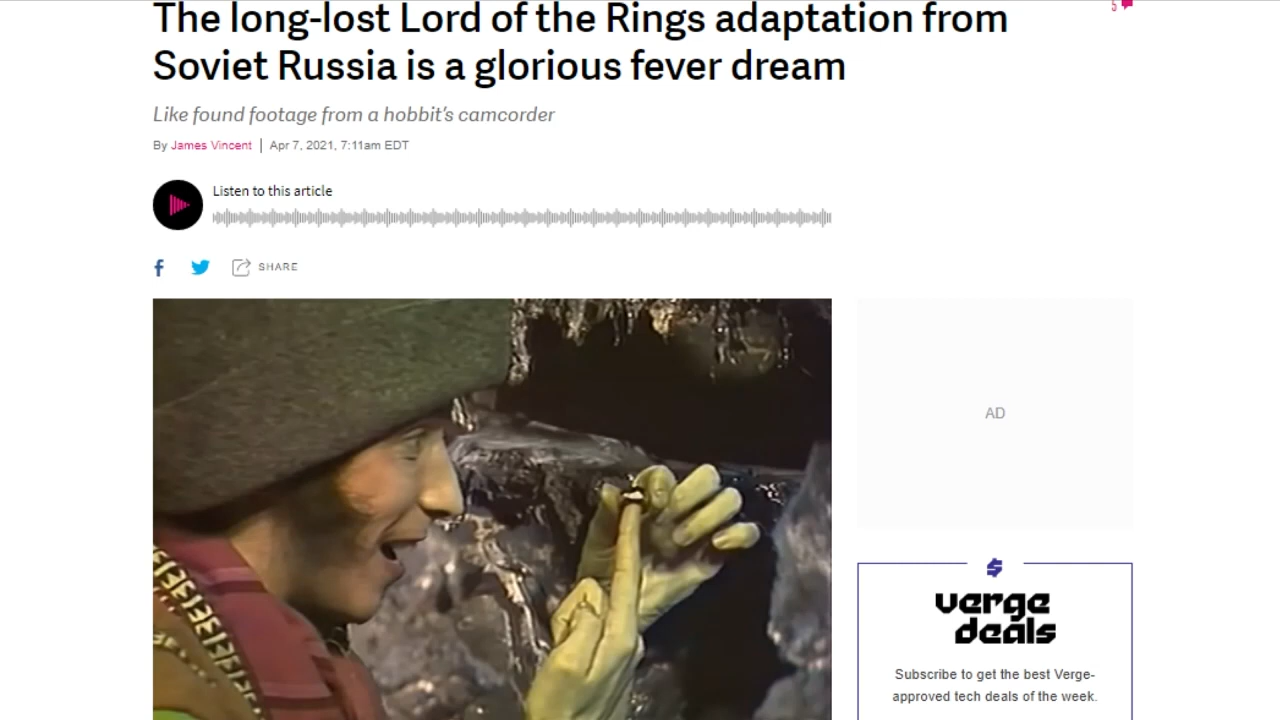 The long-lost Lord of the Rings adaptation from
5
Soviet Russia is a glorious fever dream
Like found footage from a hobbit's camcorder
By James Vincent | Apr 7, 2021, 7:11am EDT
Listen to this article
SHARE
AD
verge
deals
Subscribe to get the best Verge-
approved tech deals of the week.